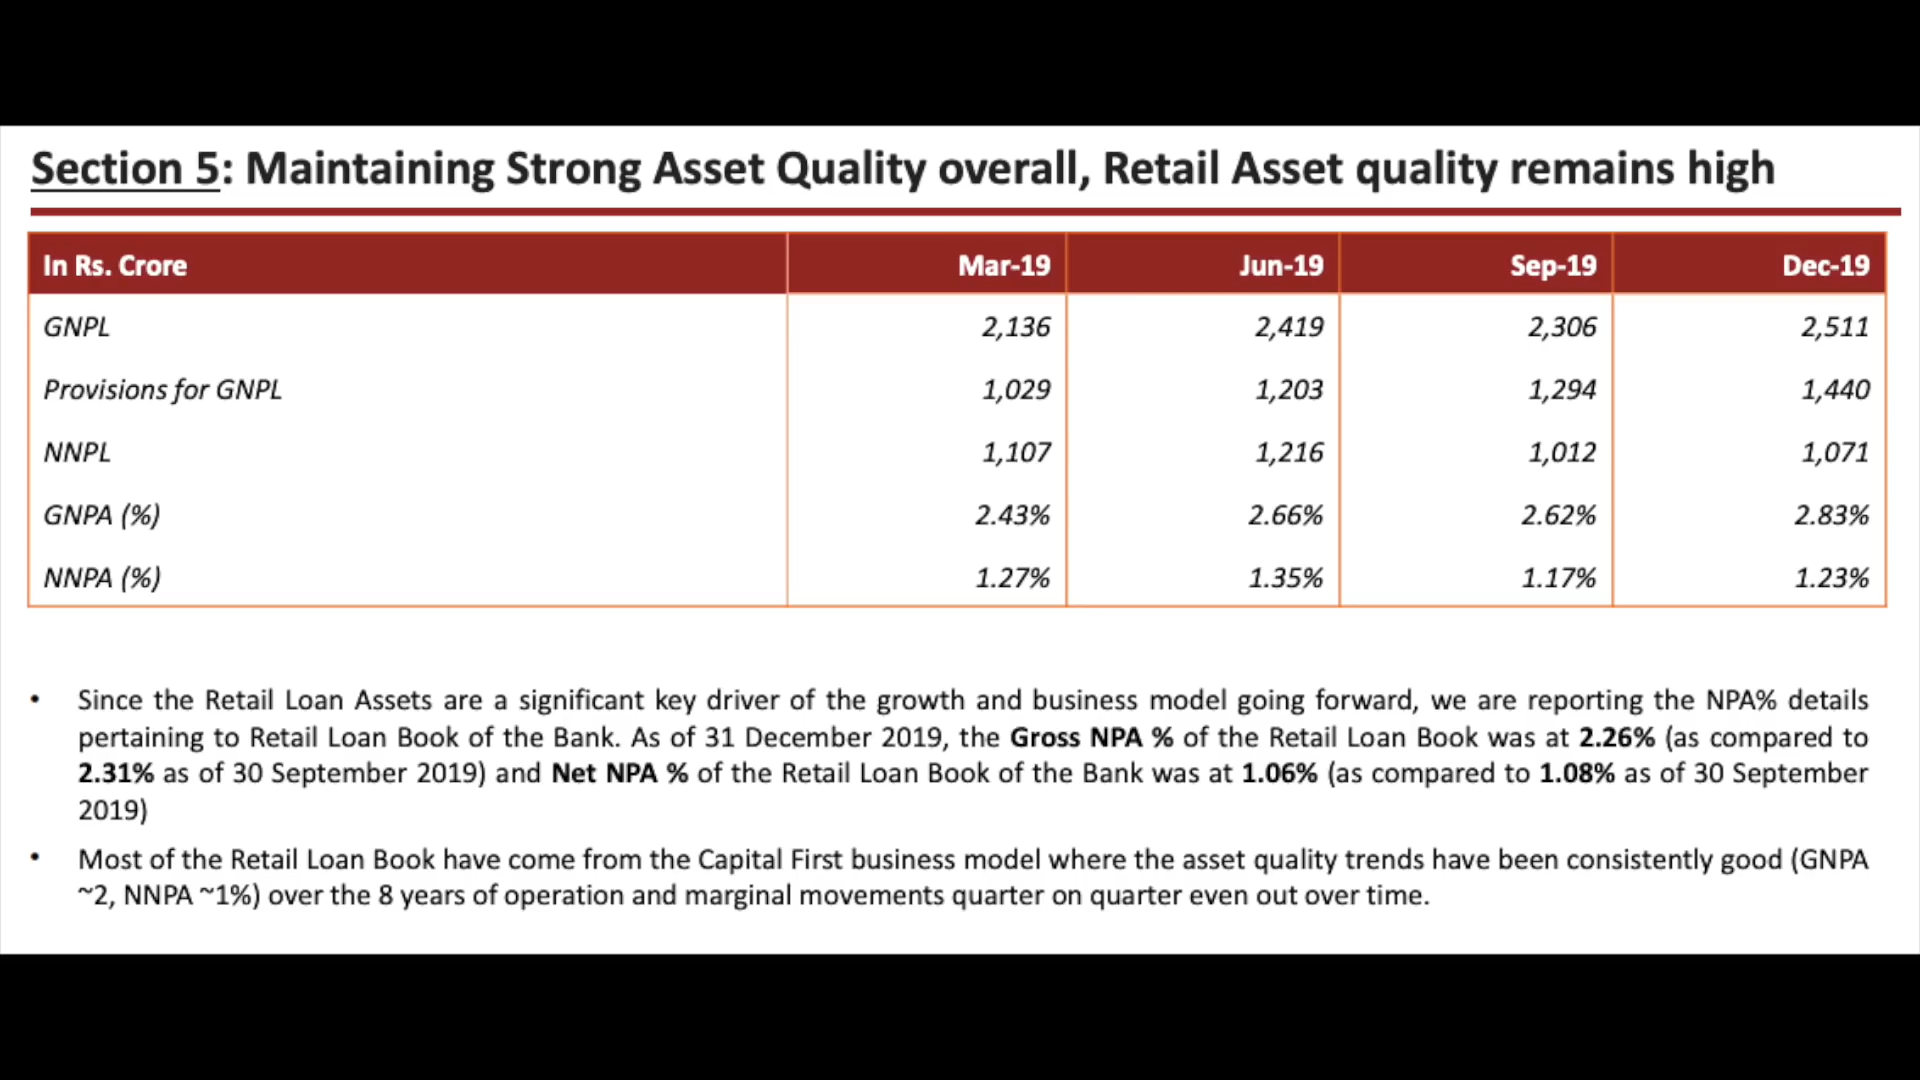 Section 5: Maintaining Strong Asset Quality overall, Retail Asset quality remains high
In Rs. Crore Mar-19 Jun-19 Sep-19 Dec-19
GNPL 2,136 2,419 2,306 2,511
Provisions for GNPL 1,029 1,203 1,294 1,440
NNPL 1,107 1,216 1,012 1,071
GNPA (%) 2.43% 2.66% 2.62% 2.83%
NNPA (%) 1.27% 1.35% 1.17% 1.23%
• Since the Retail Loan Assets are a significant key driver of the growth and business model going forward, we are reporting the NPA% details
pertaining to Retail Loan Book of the Bank. As of 31 December 2019, the Gross NPA % of the Retail Loan Book was at 2.26% (as compared to
2.31% as of 30 September 2019) and Net NPA % of the Retail Loan Book of the Bank was at 1.06% (as compared to 1.08% as of 30 September
2019)
• Most of the Retail Loan Book have come from the Capital First business model where the asset quality trends have been consistently good (GNPA
~2, NNPA ~1%) over the 8 years of operation and marginal movements quarter on quarter even out over time.